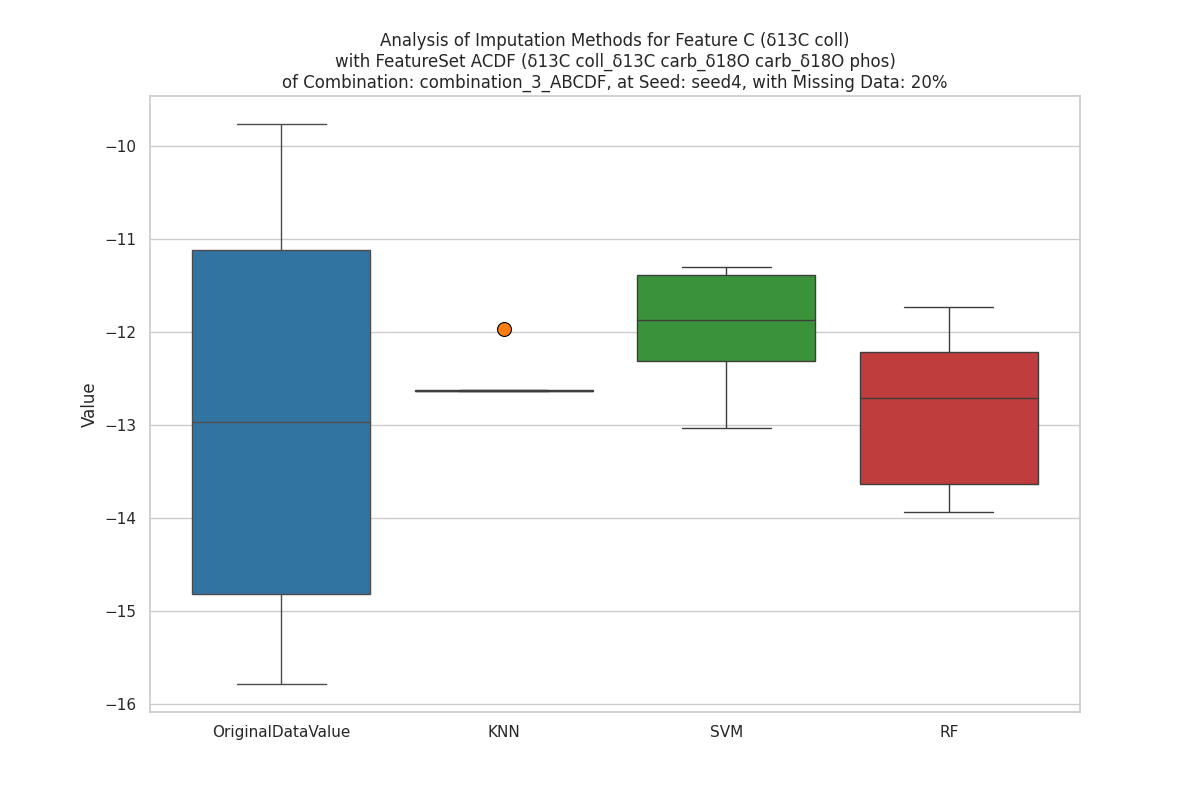 Analysis of Imputation Methods for Feature C (δ13C coll)
with FeatureSet ACDF (δ13C coll_δ13C carb_δ18O carb_δ18O phos)
of Combination: combination_3_ABCDF, at Seed: seed4, with Missing Data: 20%
−10
−11
−12
−13
−14
−15
−16
Value
OriginalDataValue
KNN
SVM
RF